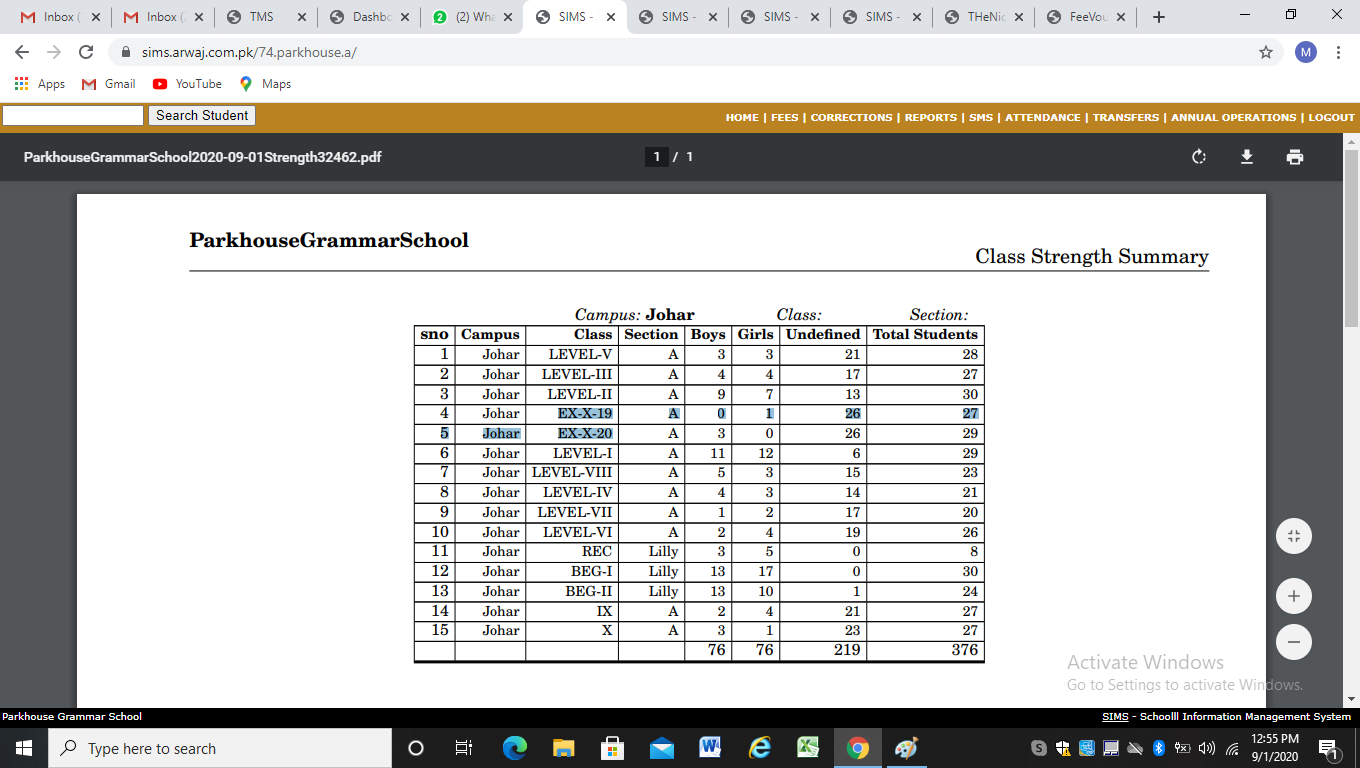 Inbox ( Inbox (2 TMS Dashbo (2) Wha SIMS - SIMS - SIMS - SIMS - THeNic FeeVou
sims.arwaj.com.pk/74.parkhouse.a/ M
Apps Gmail YouTube Maps
Search Student HOME | FEES | CORRECTIONS | REPORTS | SMS | ATTENDANCE | TRANSFERS | ANNUAL OPERATIONS | LOGOUT
ParkhouseGrammarSchool2020-09-01Strength32462.pdf 1 / 1
ParkhouseGrammarSchool
Class Strength Summary
Campus: Johar Class: Section:
sno Campus Class Section Boys Girls Undefined Total Students
1 Johar LEVEL-V A 3 3 21 28
2 Johar LEVEL-III A 4 4 17 27
3 Johar LEVEL-II A 9 7 13 30
4 Johar EX-X-19 A 0 1 26 27
5 Johar EX-X-20 A 3 0 26 29
6 Johar LEVEL-I A 11 12 6 29
7 Johar LEVEL-VIII A 5 3 15 23
8 Johar LEVEL-IV A 4 3 14 21
9 Johar LEVEL-VII A 1 2 17 20
10 Johar LEVEL-VI A 2 4 19 26
11 Johar REC Lilly 3 5 0 8
12 Johar BEG-I Lilly 13 17 0 30
13 Johar BEG-II Lilly 13 10 1 24
14 Johar IX A 2 4 21 27
15 Johar X A 3 1 23 27
76 76 219 376
Activate Windows
Go to Settings to activate Windows.
Parkhouse Grammar School SIMS - Schoolll Information Management System
Type here to search
12:55 PM
9/1/2020
1